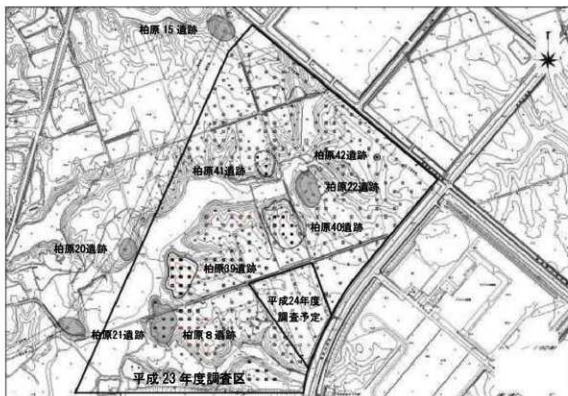 柏原 15 遺跡
柏原42遺跡
柏原41遺跡
柏原22遺跡
柏原40遺跡
柏原20遺跡
柏原39遺跡
平成24年度
調査予定
柏原21遺跡
柏原8遺跡
平成 23 年度調査区